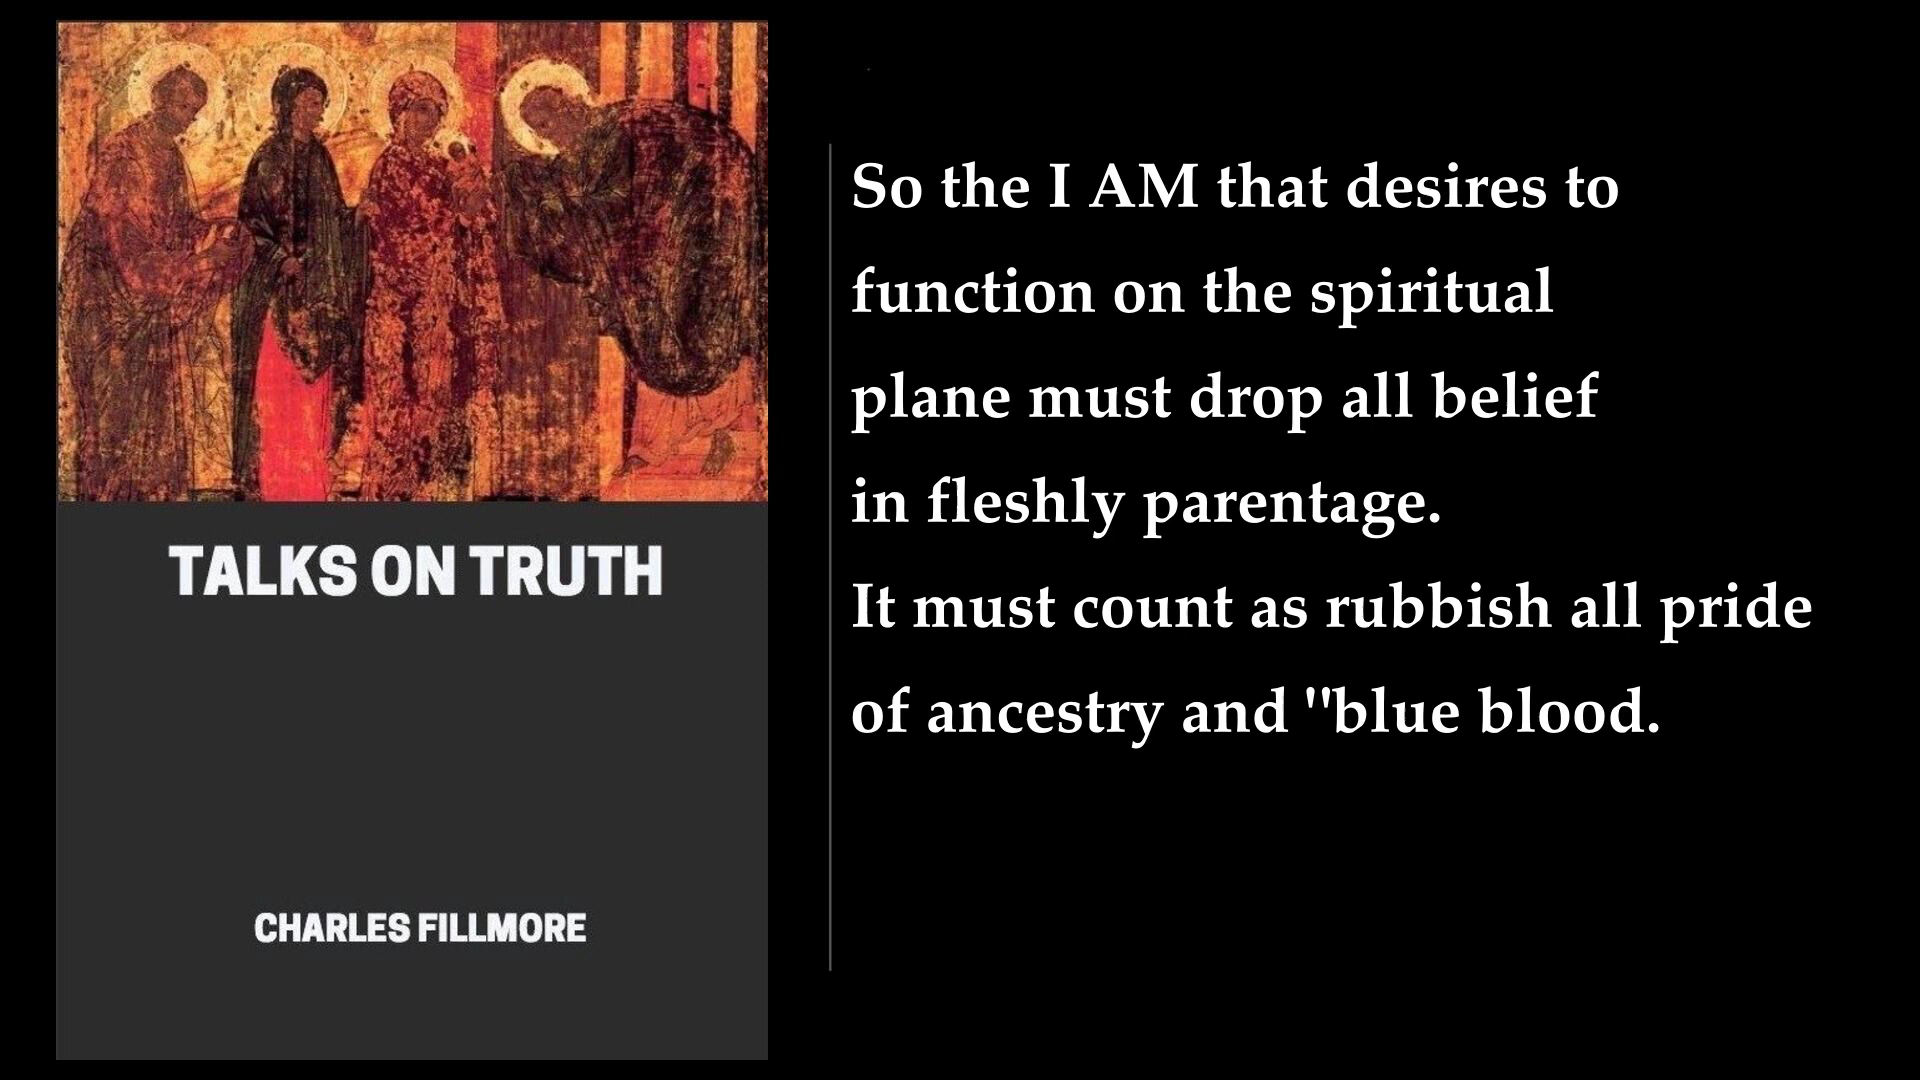 TALKS ON TRUTH
CHARLES FILLMORE
So the I AM that desires to
function on the spiritual
plane must drop all belief
in fleshly parentage.
It must count as rubbish all pride
of ancestry and "blue blood.